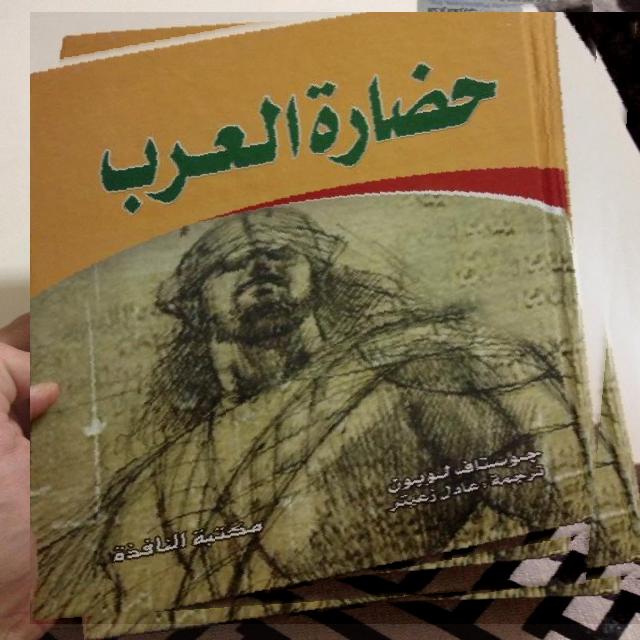 حضارة العرب
جوستاف لوبون
ترجمة: عادل زعيتر
مكتبة النافذة